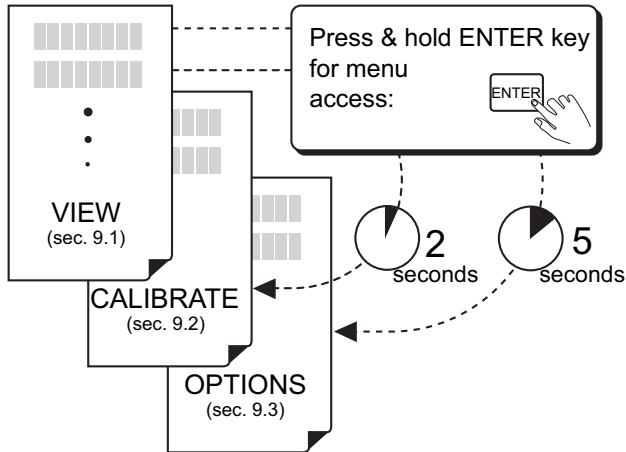 Press & hold ENTER key
for menu
access:
ENTER
VIEW
(sec. 9.1)
2
seconds
5
seconds
CALIBRATE
(sec. 9.2)
OPTIONS
(sec. 9.3)